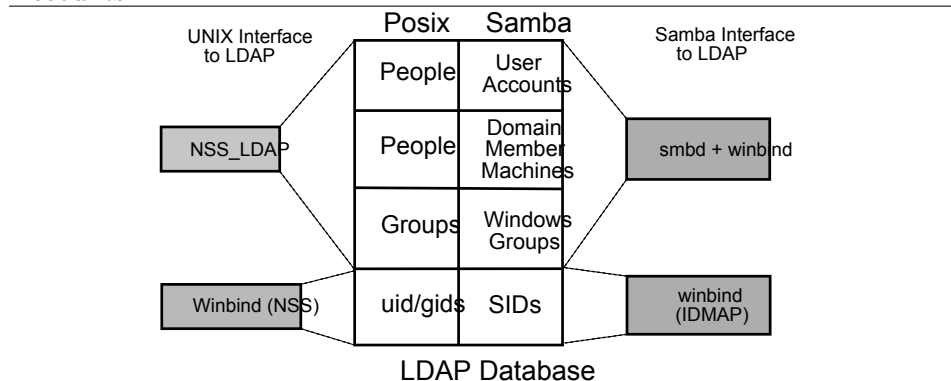 Posix Samba
UNIX Interface
to LDAP
Samba Interface
to LDAP
People
User
Accounts
NSS_LDAP
People
Domain
Member
Machines
smbd + winbind
Groups
Windows
Groups
Winbind (NSS)
uid/gids
SIDs
winbind
(IDMAP)
LDAP Database